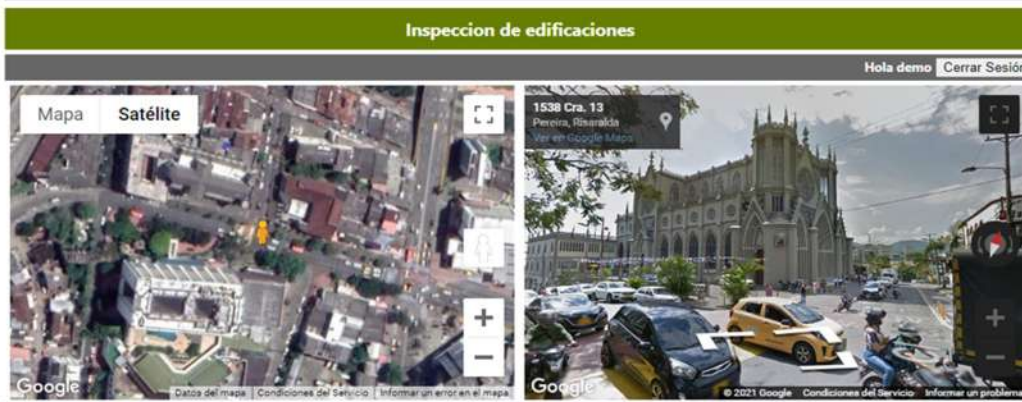 Inspeccion de edificaciones
Hola demo Cerrar Sesión
Mapa Satélite
Google
Datos del mapa Condiciones del Servicio Informar un error en el mapa
1538 Cra. 13
Pereira, Risaralda
Ver en Google Maps
Google
© 2021 Google Condiciones del Servicio Informar un problema